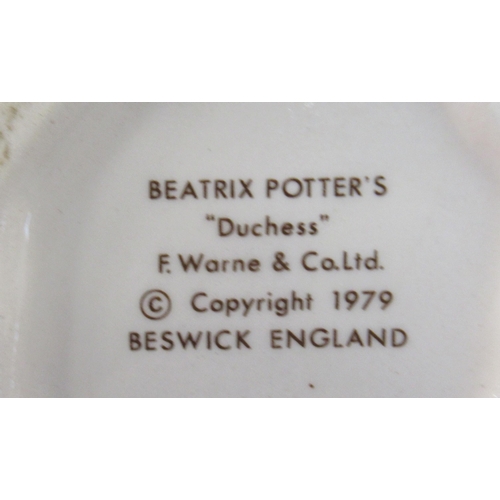 BEATRIX POTTER'S
"Duchess"
F. Warne & Co.Ltd.
© Copyright 1979
BESWICK ENGLAND